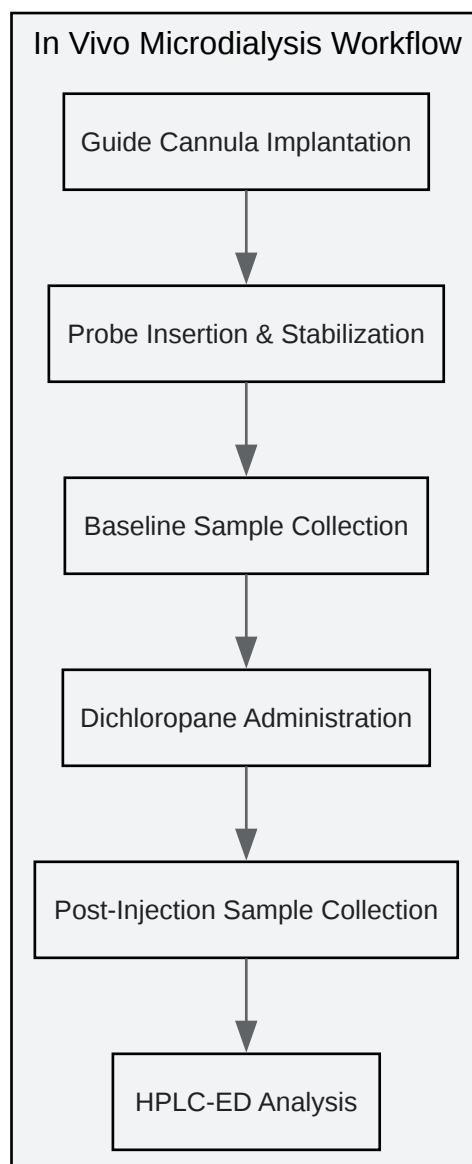 In Vivo Microdialysis Workflow
Guide Cannula Implantation
Probe Insertion & Stabilization
Baseline Sample Collection
Dichloropane Administration
Post-Injection Sample Collection
HPLC-ED Analysis